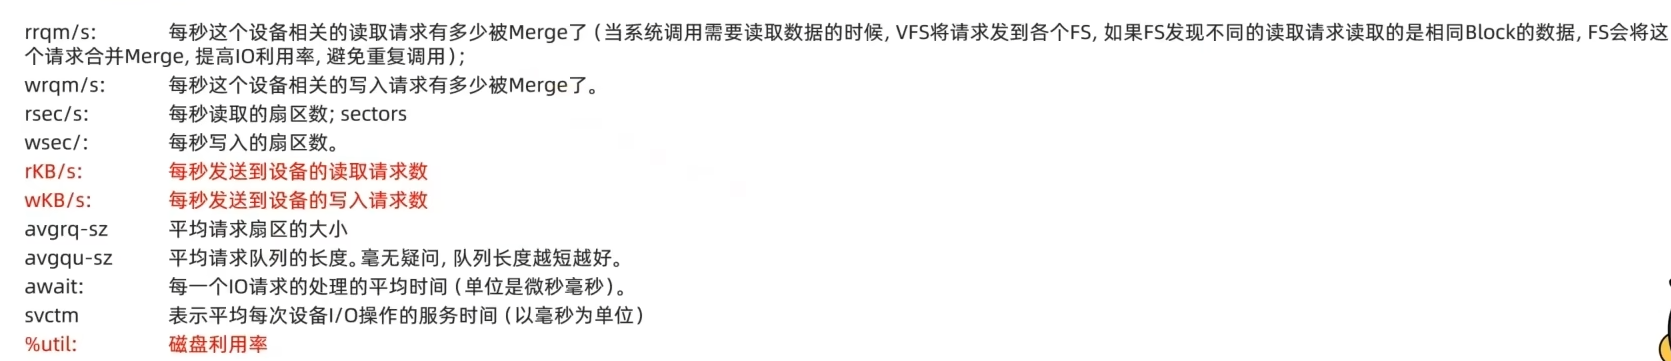 rrqm/s: 每秒这个设备相关的读取请求有多少被Merge了（当系统调用需要读取数据的时候, VFS将请求发到各个FS, 如果FS发现不同的读取请求读取的是相同Block的数据, FS会将这
个请求合并Merge, 提高IO利用率, 避免重复调用）;
wrqm/s: 每秒这个设备相关的写入请求有多少被Merge了。
rsec/s: 每秒读取的扇区数; sectors
wsec/: 每秒写入的扇区数。
rKB/s: 每秒发送到设备的读取请求数
wKB/s: 每秒发送到设备的写入请求数
avgrq-sz 平均请求扇区的大小
avgqu-sz 平均请求队列的长度。毫无疑问, 队列长度越短越好。
await: 每一个IO请求的处理的平均时间（单位是微秒毫秒）。
svctm 表示平均每次设备I/O操作的服务时间（以毫秒为单位）
%util: 磁盘利用率